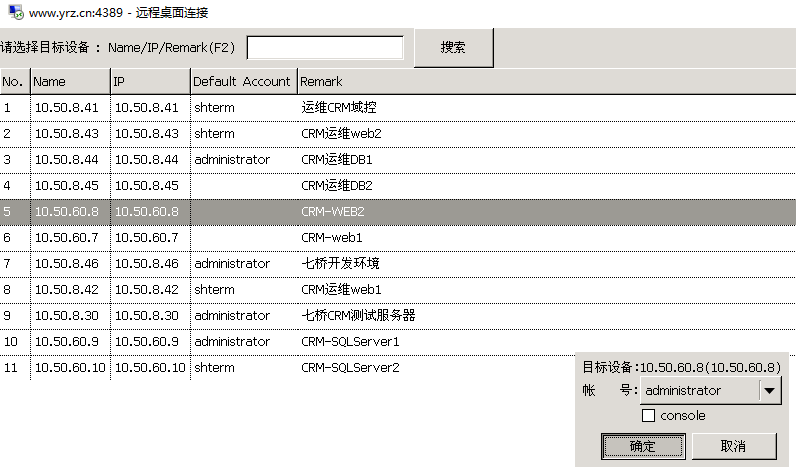 www.yrz.cn:4389 - 远程桌面连接
请选择目标设备 : Name/IP/Remark(F2) 搜索
No. Name IP Default Account Remark
1 10.50.8.41 10.50.8.41 shterm 运维CRM域控
2 10.50.8.43 10.50.8.43 shterm CRM运维web2
3 10.50.8.44 10.50.8.44 administrator CRM运维DB1
4 10.50.8.45 10.50.8.45 CRM运维DB2
5 10.50.60.8 10.50.60.8 CRM-WEB2
6 10.50.60.7 10.50.60.7 CRM-web1
7 10.50.8.46 10.50.8.46 administrator 七桥开发环境
8 10.50.8.42 10.50.8.42 shterm CRM运维web1
9 10.50.8.30 10.50.8.30 administrator 七桥CRM测试服务器
10 10.50.60.9 10.50.60.9 administrator CRM-SQLServer1
11 10.50.60.10 10.50.60.10 shterm CRM-SQLServer2
目标设备:10.50.60.8(10.50.60.8)
帐 号: administrator
console
确定 取消